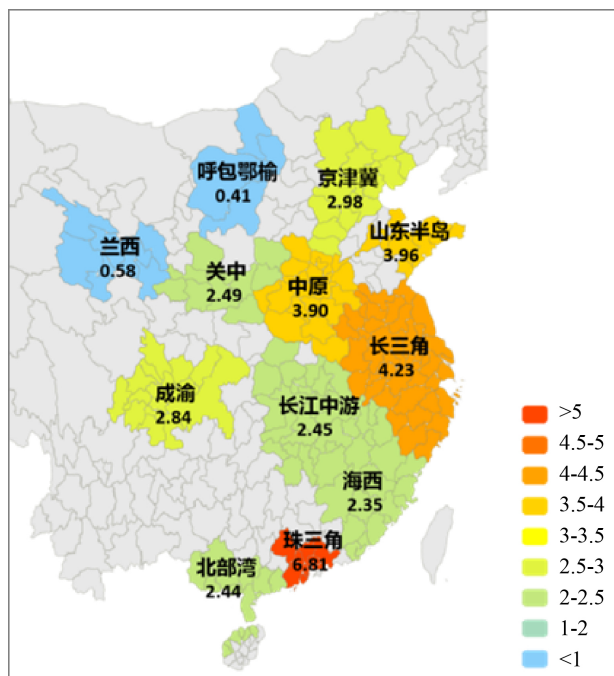 呼包鄂榆
0.41
京津冀
2.98
兰西
0.58
山东半岛
3.96
关中
2.49
中原
3.90
长三角
4.23
成渝
2.84
长江中游
2.45
海西
2.35
珠三角
6.81
北部湾
2.44
>5
4.5-5
4-4.5
3.5-4
3-3.5
2.5-3
2-2.5
1-2
<1